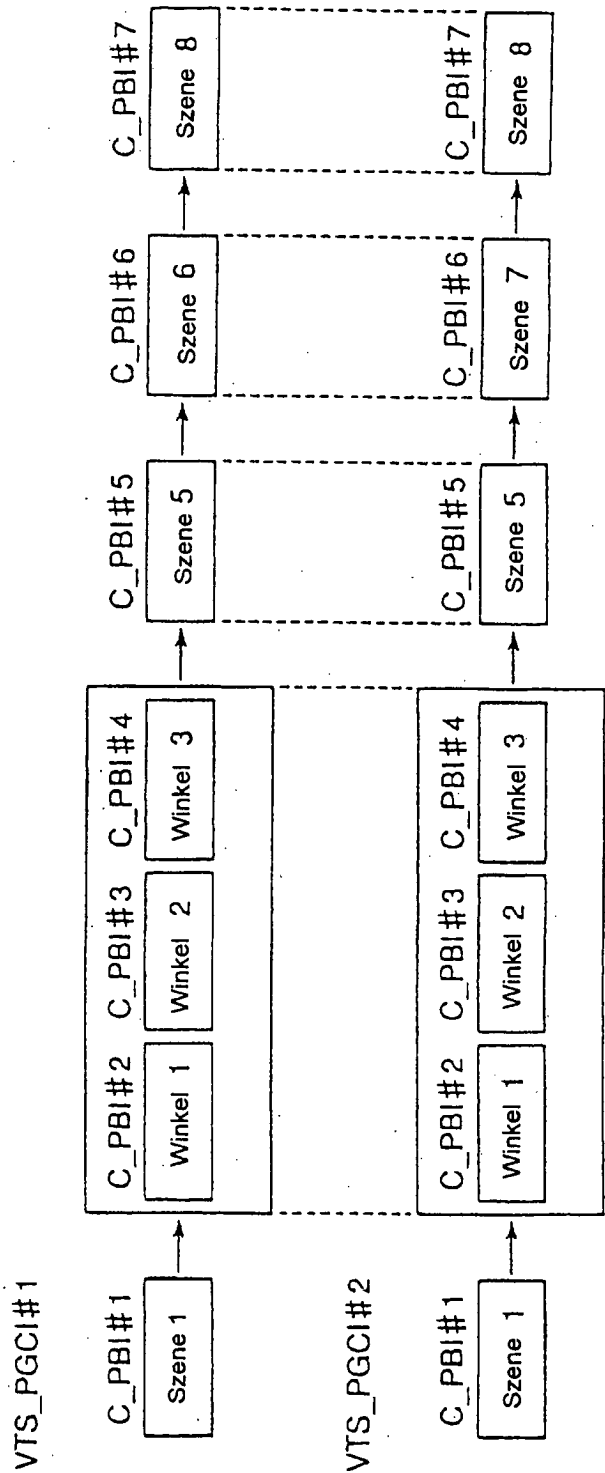 VTS_PGCI#1
C_PBI#1
Szene 1
C_PBI#2
Winkel 1
C_PBI#3
Winkel 2
C_PBI#4
Winkel 3
C_PBI#5
Szene 5
C_PBI#6
Szene 6
C_PBI#7
Szene 8
VTS_PGCI#2
C_PBI#1
Szene 1
C_PBI#2
Winkel 1
C_PBI#3
Winkel 2
C_PBI#4
Winkel 3
C_PBI#5
Szene 5
C_PBI#6
Szene 7
C_PBI#7
Szene 8